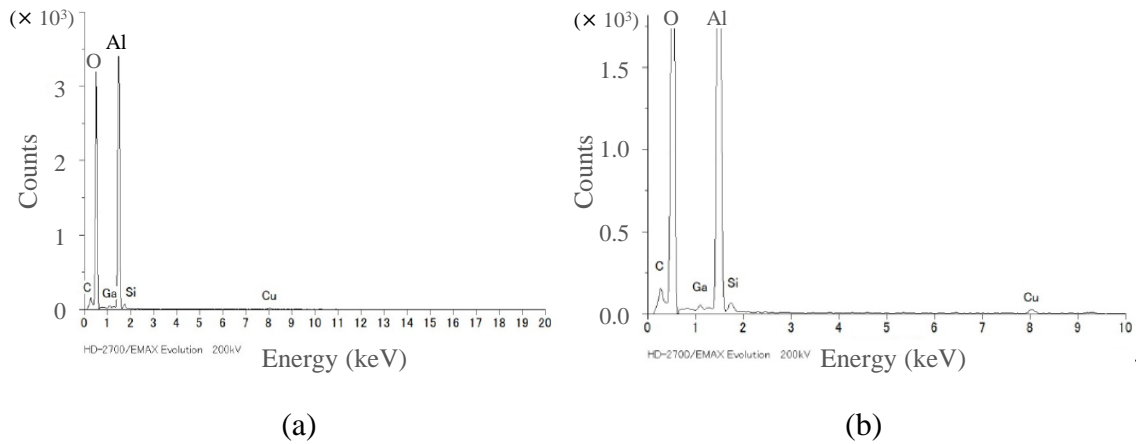 (× 10³)
Counts
3
2
1
0
O
Al
C
Ga
Si
Cu
0 1 2 3 4 5 6 7 8 9 10 11 12 13 14 15 16 17 18 19 20
HD-2700/EMAX Evolution 200kV
Energy (keV)
(a)
(× 10³)
Counts
1.5
1.0
0.5
0.0
O
Al
C
Ga
Si
Cu
0 1 2 3 4 5 6 7 8 9 10
HD-2700/EMAX Evolution 200kV
Energy (keV)
.
(b)